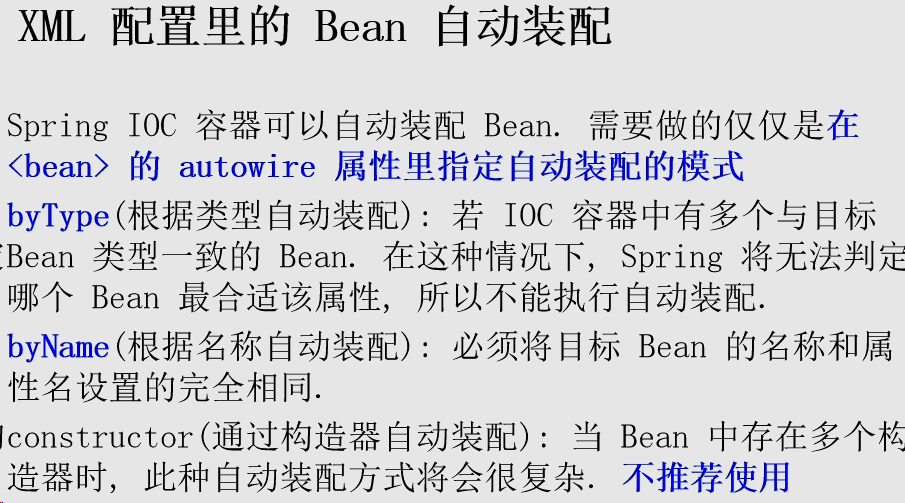 XML 配置里的 Bean 自动装配
Spring IOC 容器可以自动装配 Bean. 需要做的仅仅是在
<bean> 的 autowire 属性里指定自动装配的模式
byType(根据类型自动装配): 若 IOC 容器中有多个与目标
Bean 类型一致的 Bean. 在这种情况下, Spring 将无法判定
哪个 Bean 最合适该属性, 所以不能执行自动装配.
byName(根据名称自动装配): 必须将目标 Bean 的名称和属
性名设置的完全相同.
constructor(通过构造器自动装配): 当 Bean 中存在多个构
造器时, 此种自动装配方式将会很复杂. 不推荐使用